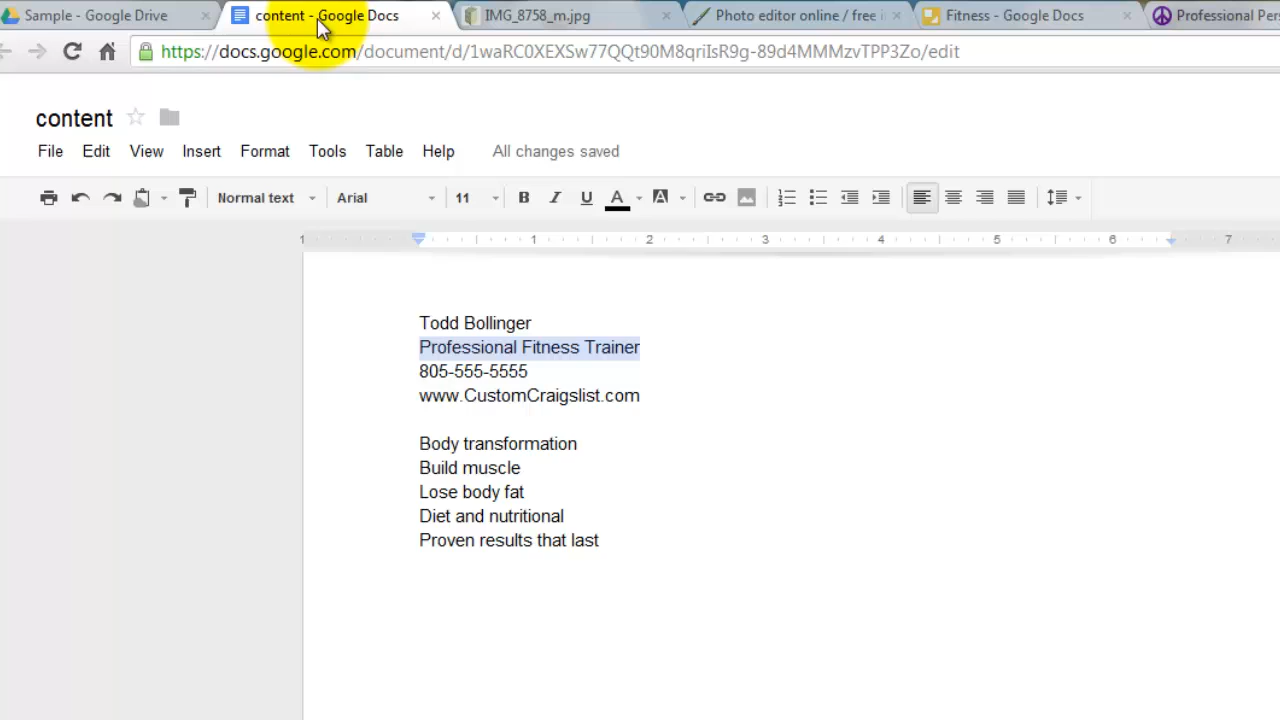 Sample - Google Drive
content - Google Docs
IMG_8758_m.jpg
Photo editor online / free i
Fitness - Google Docs
Professional Pers
https://docs.google.com/document/d/1waRC0XEXSw77QQt90M8qriIsR9g-89d4MMMzvTPP3Zo/edit
content
File Edit View Insert Format Tools Table Help All changes saved
Normal text Arial 11 B I U A A
1 1 2 3 4 5 6 7
Todd Bollinger
Professional Fitness Trainer
805-555-5555
www.CustomCraigslist.com
Body transformation
Build muscle
Lose body fat
Diet and nutritional
Proven results that last